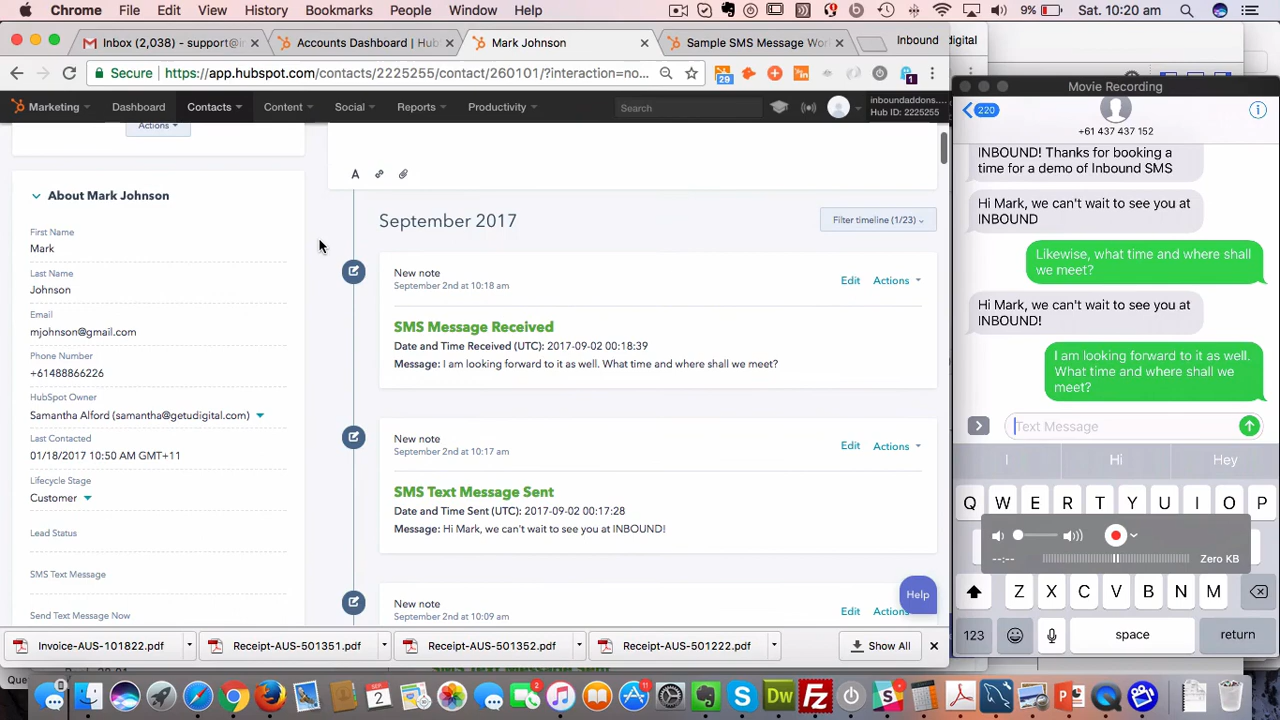 Chrome File Edit View History Bookmarks People Window Help 9% Sat. 10:20 am
Inbox (2,038) - support@ Accounts Dashboard | Hub Mark Johnson Sample SMS Message Wor Inbound digital
Secure https://app.hubspot.com/contacts/2225255/contact/260101/?interaction=no... 29
Marketing Dashboard Contacts Content Social Reports Productivity Search inboundaddons....
Hub ID: 2225255
Actions
About Mark Johnson
First Name
Mark
Last Name
Johnson
Email
mjohnson@gmail.com
Phone Number
+61488866226
HubSpot Owner
Samantha Alford (samantha@getudigital.com)
Last Contacted
01/18/2017 10:50 AM GMT+11
Lifecycle Stage
Customer
Lead Status
SMS Text Message
Send Text Message Now
A
September 2017
Filter timeline (1/23)
New note
September 2nd at 10:18am
Edit Actions
SMS Message Received
Date and Time Received (UTC): 2017-09-02 00:18:39
Message: I am looking forward to it as well. What time and where shall we meet?
New note
September 2nd at 10:17am
Edit Actions
SMS Text Message Sent
Date and Time Sent (UTC): 2017-09-02 00:17:28
Message: Hi Mark, we can't wait to see you at INBOUND!
New note
September 2nd at 10:09am
Edit Actions
Help
Invoice-AUS-101822.pdf Receipt-AUS-501351.pdf Receipt-AUS-501352.pdf Receipt-AUS-501222.pdf Show All
Movie Recording
220
+61 437 437 152
INBOUND! Thanks for booking a
time for a demo of Inbound SMS
Hi Mark, we can't wait to see you at
INBOUND
Likewise, what time and where shall
we meet?
Hi Mark, we can't wait to see you at
INBOUND!
I am looking forward to it as well.
What time and where shall we
meet?
Text Message
I Hi Hey
Q W E R T Y U I O P
--:-- Zero KB
Z X C V B N M
123 space return
SEP
2
2
Dw
Fz